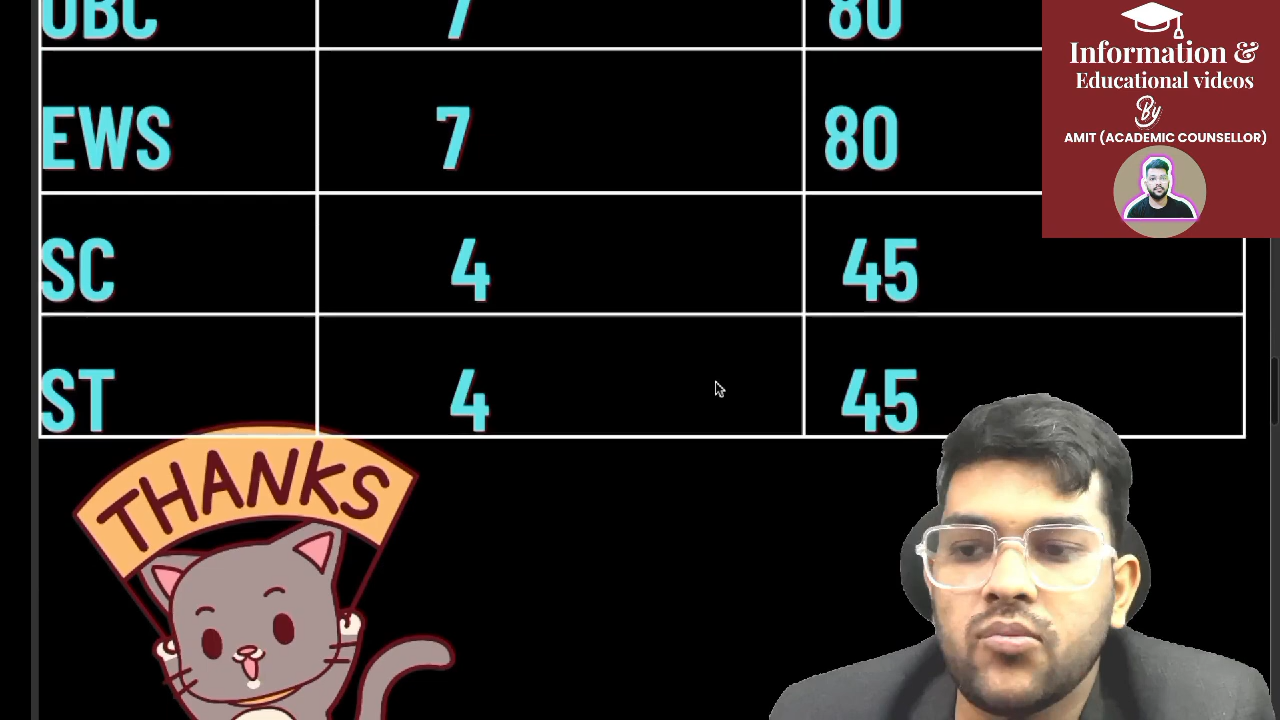 OBC 7 80
EWS 7 80
SC 4 45
ST 4 45
THANKS
Information &
Educational videos
By
AMIT (ACADEMIC COUNSELLOR)